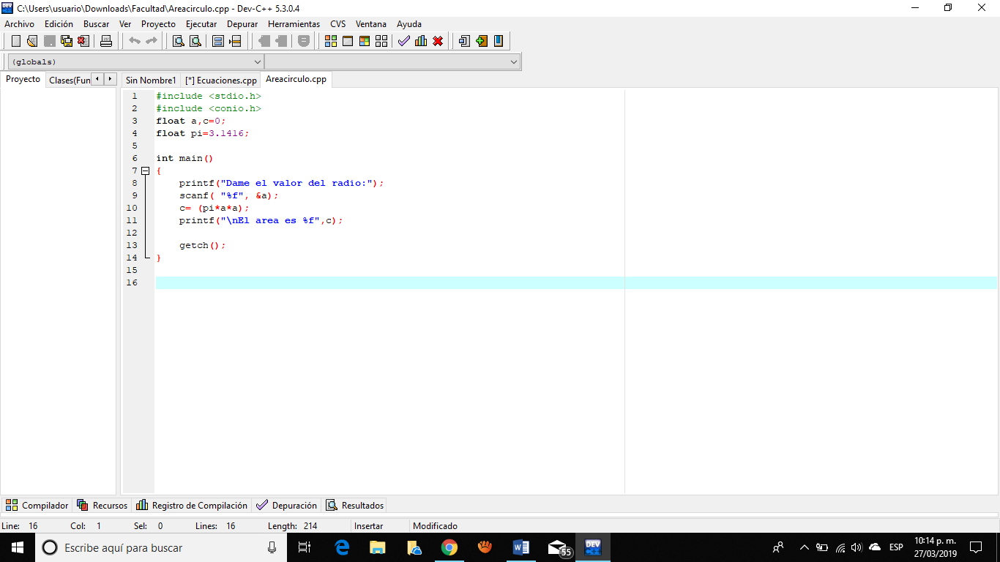 C:\Users\usuario\Downloads\Facultad\Areacirculo.cpp - Dev-C++ 5.3.0.4
Archivo Edición Buscar Ver Proyecto Ejecutar Depurar Herramientas CVS Ventana Ayuda
(globals)
Proyecto Clases(Fun Sin Nombre1 [*] Ecuaciones.cpp Areacirculo.cpp
1 #include <stdio.h>
2 #include <conio.h>
3 float a,c=0;
4 float pi=3.1416;
5
6 int main()
7 {
8 printf("Dame el valor del radio:");
9 scanf( "%f", &a);
10 c= (pi*a*a);
11 printf("\nEl area es %f",c);
12
13 getch();
14 }
15
16
Compilador Recursos Registro de Compilación Depuración Resultados
Line: 16 Col: 1 Sel: 0 Lines: 16 Length: 214 Insertar Modificado
Escribe aquí para buscar 55 DEV ESP 10:14 p. m.
27/03/2019